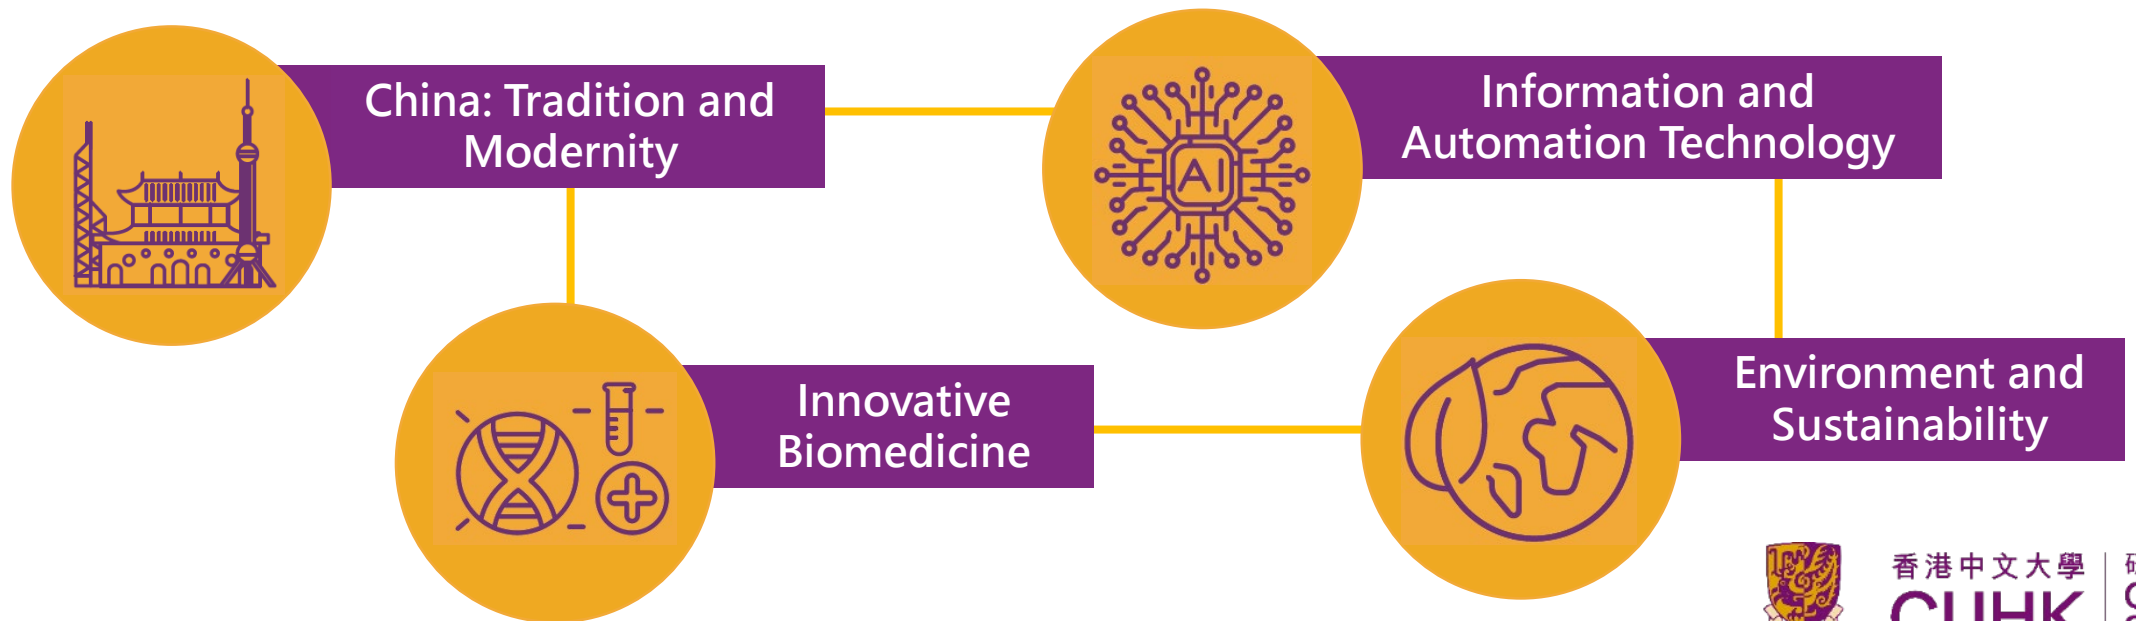 China: Tradition and
Modernity
Information and
Automation Technology
AI
Innovative
Biomedicine
Environment and
Sustainability
香港中文大學
CUHK